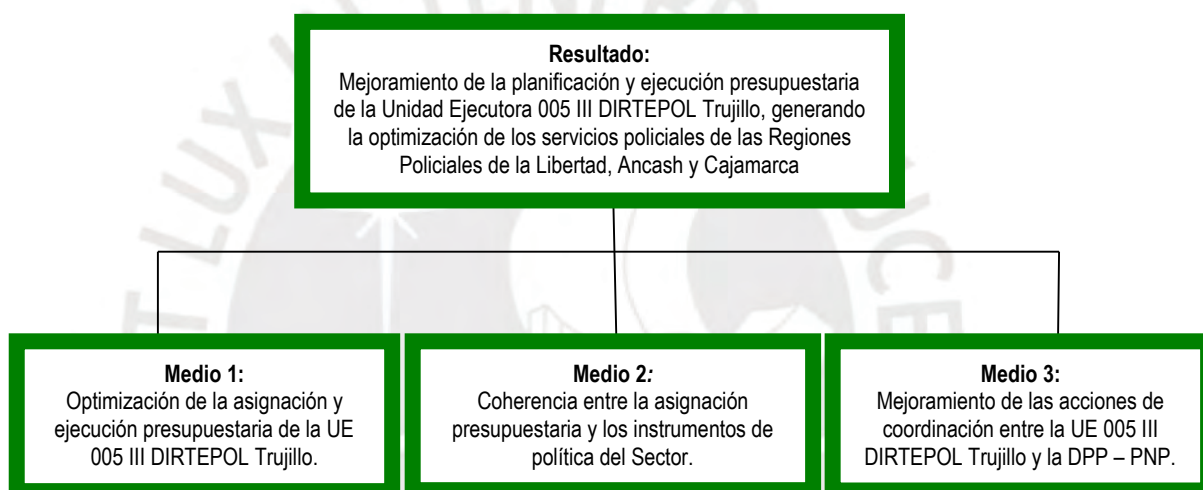 Resultado:
Mejoramiento de la planificación y ejecución presupuestaria
de la Unidad Ejecutora 005 III DIRTEPOL Trujillo, generando
la optimización de los servicios policiales de las Regiones
Policiales de la Libertad, Ancash y Cajamarca
Medio 1:
Optimización de la asignación y
ejecución presupuestaria de la UE
005 III DIRTEPOL Trujillo.
Medio 2:
Coherencia entre la asignación
presupuestaria y los instrumentos de
política del Sector.
Medio 3:
Mejoramiento de las acciones de
coordinación entre la UE 005 III
DIRTEPOL Trujillo y la DPP – PNP.